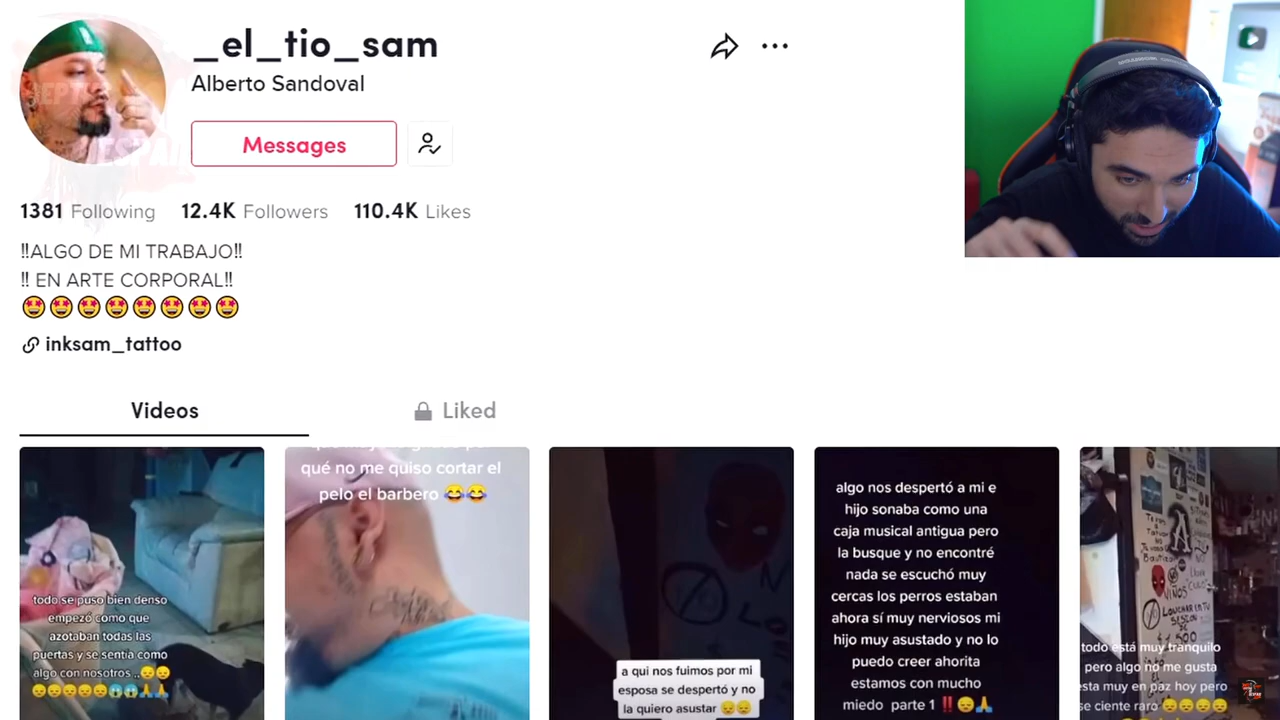 _el_tio_sam
Alberto Sandoval
Messages
1381 Following 12.4K Followers 110.4K Likes
‼ALGO DE MI TRABAJO‼
‼ EN ARTE CORPORAL‼
🤩🤩🤩🤩🤩🤩🤩🤩
inksam_tattoo
Videos
Liked
todo se puso bien denso
empezó como que
azotaban todas las
puertas y se sentía como
algo con nosotros ,,😔😔
😔😔😔😔😔😱😱🙏🙏
qué no me quiso cortar el
pelo el barbero 😂😂
a qui nos fuimos por mi
esposa se despertó y no
la quiero asustar 😔😔
algo nos despertó a mi e
hijo sonaba como una
caja musical antigua pero
la busque y no encontré
nada se escuchó muy
cercas los perros estaban
ahora sí muy nerviosos mi
hijo muy asustado y no lo
puedo creer ahorita
estamos con mucho
miedo parte 1 ‼😔🙏
VINOS
todo está muy tranquilo
pero algo no me gusta
esta muy en paz hoy pero
se ciente raro 😔😔😔😔